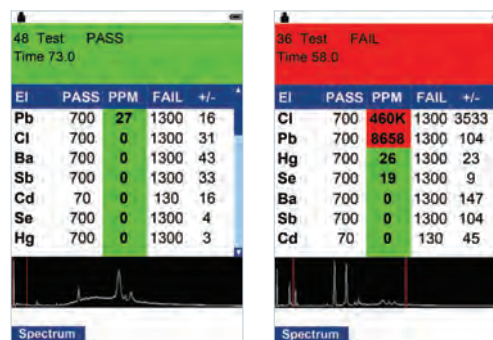 48 Test PASS
Time 73.0
El PASS PPM FAIL +/-
Pb 700 27 1300 16
Cl 700 0 1300 31
Ba 700 0 1300 43
Sb 700 0 1300 33
Cd 70 0 130 16
Se 700 0 1300 4
Hg 700 0 1300 3
Spectrum
36 Test FAIL
Time 58.0
El PASS PPM FAIL +/-
Cl 700 460K 1300 3533
Pb 700 8658 1300 104
Hg 700 26 1300 23
Se 700 19 1300 9
Ba 700 0 1300 147
Sb 700 0 1300 104
Cd 70 0 130 45
Spectrum